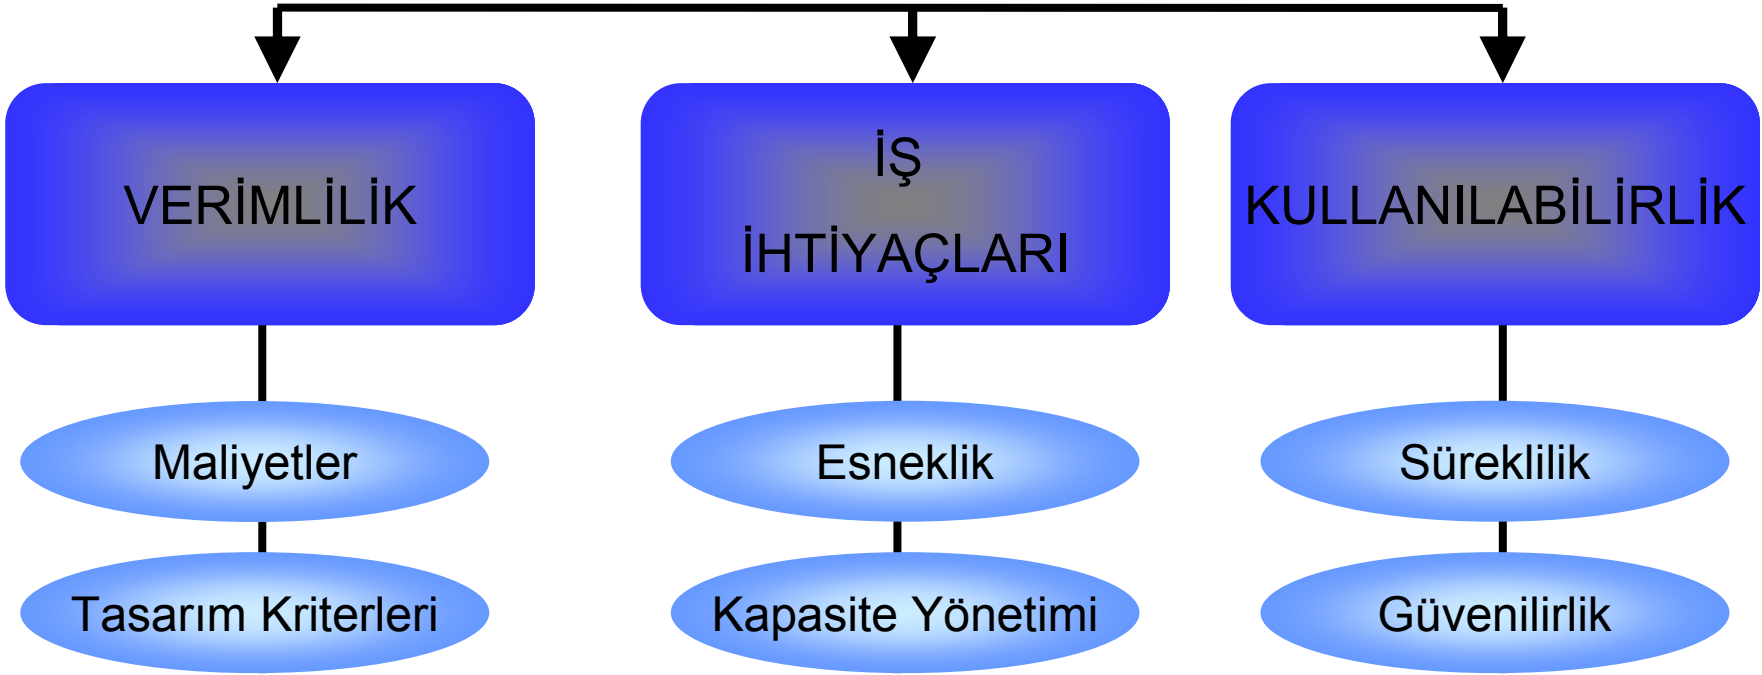 VERİMLİLİK
İŞ
İHTİYAÇLARI
KULLANILABİLİRLİK
Maliyetler
Esneklik
Süreklilik
Tasarım Kriterleri
Kapasite Yönetimi
Güvenilirlik